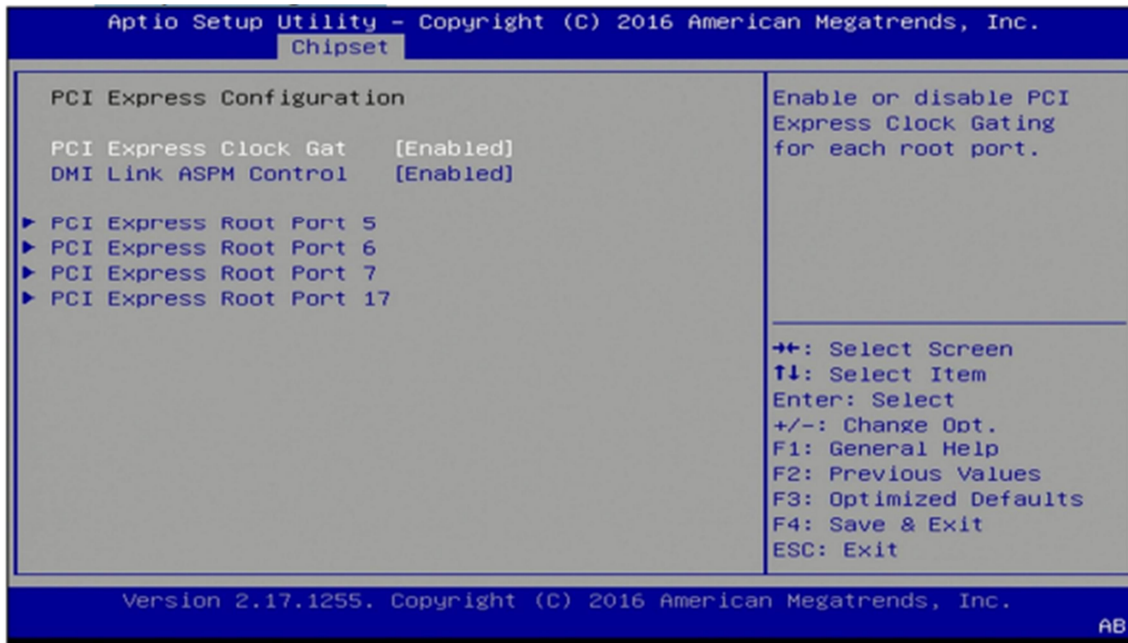 Aptio Setup Utility – Copyright (C) 2016 American Megatrends, Inc.
Chipset
PCI Express Configuration
PCI Express Clock Gat [Enabled]
DMI Link ASPM Control [Enabled]
► PCI Express Root Port 5
► PCI Express Root Port 6
► PCI Express Root Port 7
► PCI Express Root Port 17
Enable or disable PCI
Express Clock Gating
for each root port.
→←: Select Screen
↑↓: Select Item
Enter: Select
+/-: Change Opt.
F1: General Help
F2: Previous Values
F3: Optimized Defaults
F4: Save & Exit
ESC: Exit
Version 2.17.1255. Copyright (C) 2016 American Megatrends, Inc.
AB